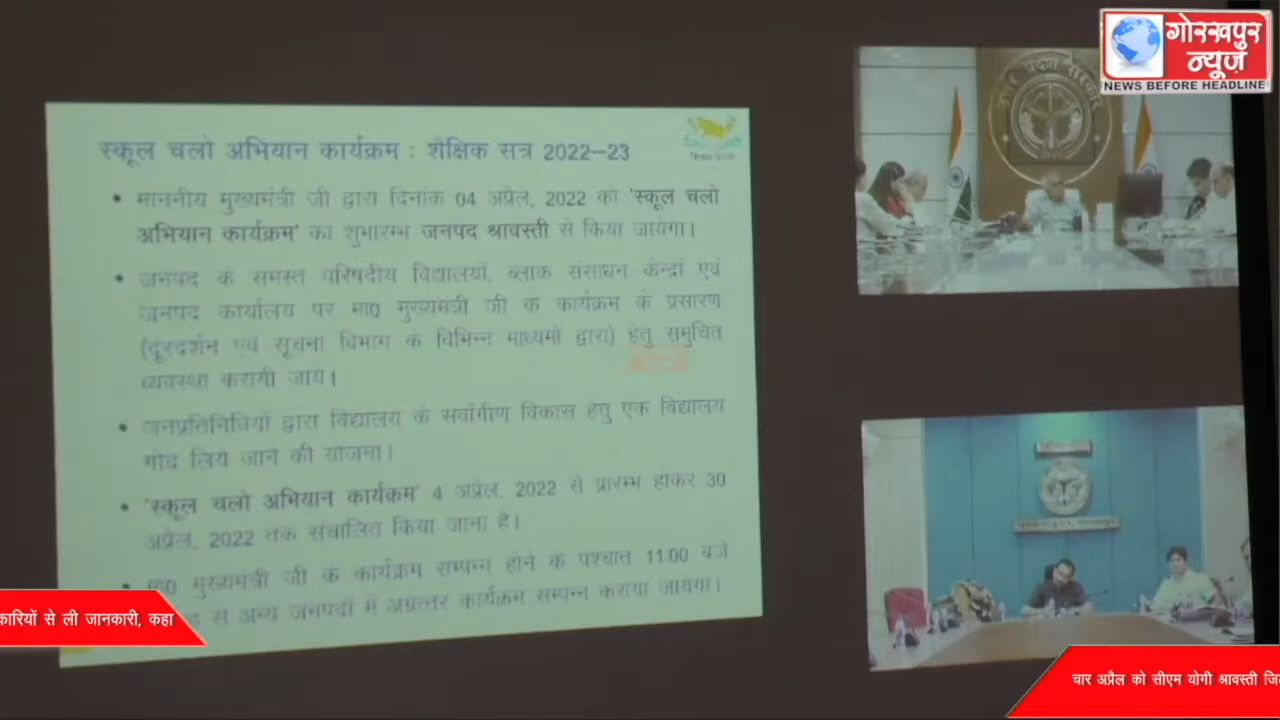 गोरखपुर
न्यूज़
NEWS BEFORE HEADLINE
उत्तर प्रदेश सरकार
स्कूल चलो अभियान कार्यक्रम : शैक्षिक सत्र 2022-23
• माननीय मुख्यमंत्री जी द्वारा दिनांक 04 अप्रैल, 2022 का 'स्कूल चलो
अभियान कार्यक्रम' का शुभारम्भ जनपद श्रावस्ती से किया जायेगा।
• जनपद के समस्त परिषदीय विद्यालयों, ब्लाक संसाधन केन्द्रों एवं
जनपद कार्यालय पर मा0 मुख्यमंत्री जी के कार्यक्रम के प्रसारण
(दूरदर्शन एवं सूचना विभाग के विभिन्न माध्यमों द्वारा) हेतु समुचित
व्यवस्था करायी जाय।
• जनप्रतिनिधियों द्वारा विद्यालय के सर्वांगीण विकास हेतु एक विद्यालय
गोद लिये जाने की योजना।
• 'स्कूल चलो अभियान कार्यक्रम' 4 अप्रैल, 2022 से प्रारम्भ होकर 30
अप्रैल, 2022 तक संचालित किया जाना है।
• मा0 मुख्यमंत्री जी के कार्यक्रम सम्पन्न होने के पश्चात 11:00 बजे
से अन्य जनपदों में अग्रेन्तर कार्यक्रम सम्पन्न कराया जायेगा।
कारियों से ली जानकारी, कहा
चार अप्रैल को सीएम योगी श्रावस्ती जि